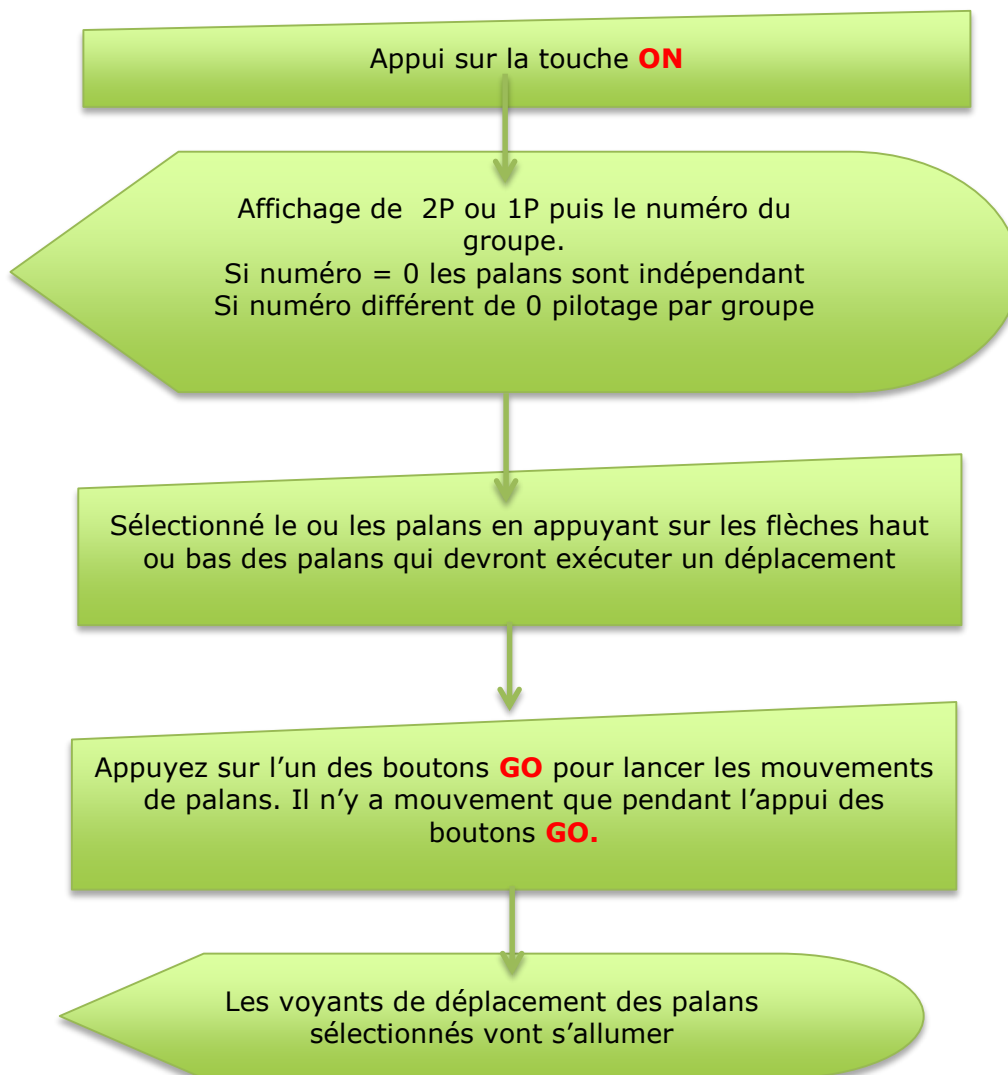 Appui sur la touche ON
Affichage de  2P ou 1P puis le numéro du
groupe.
Si numéro = 0 les palans sont indépendant
Si numéro différent de 0 pilotage par groupe
Sélectionné le ou les palans en appuyant sur les flèches haut
ou bas des palans qui devront exécuter un déplacement
Appuyez sur l’un des boutons GO pour lancer les mouvements
de palans. Il n’y a mouvement que pendant l’appui des
boutons GO.
Les voyants de déplacement des palans
sélectionnés vont s’allumer